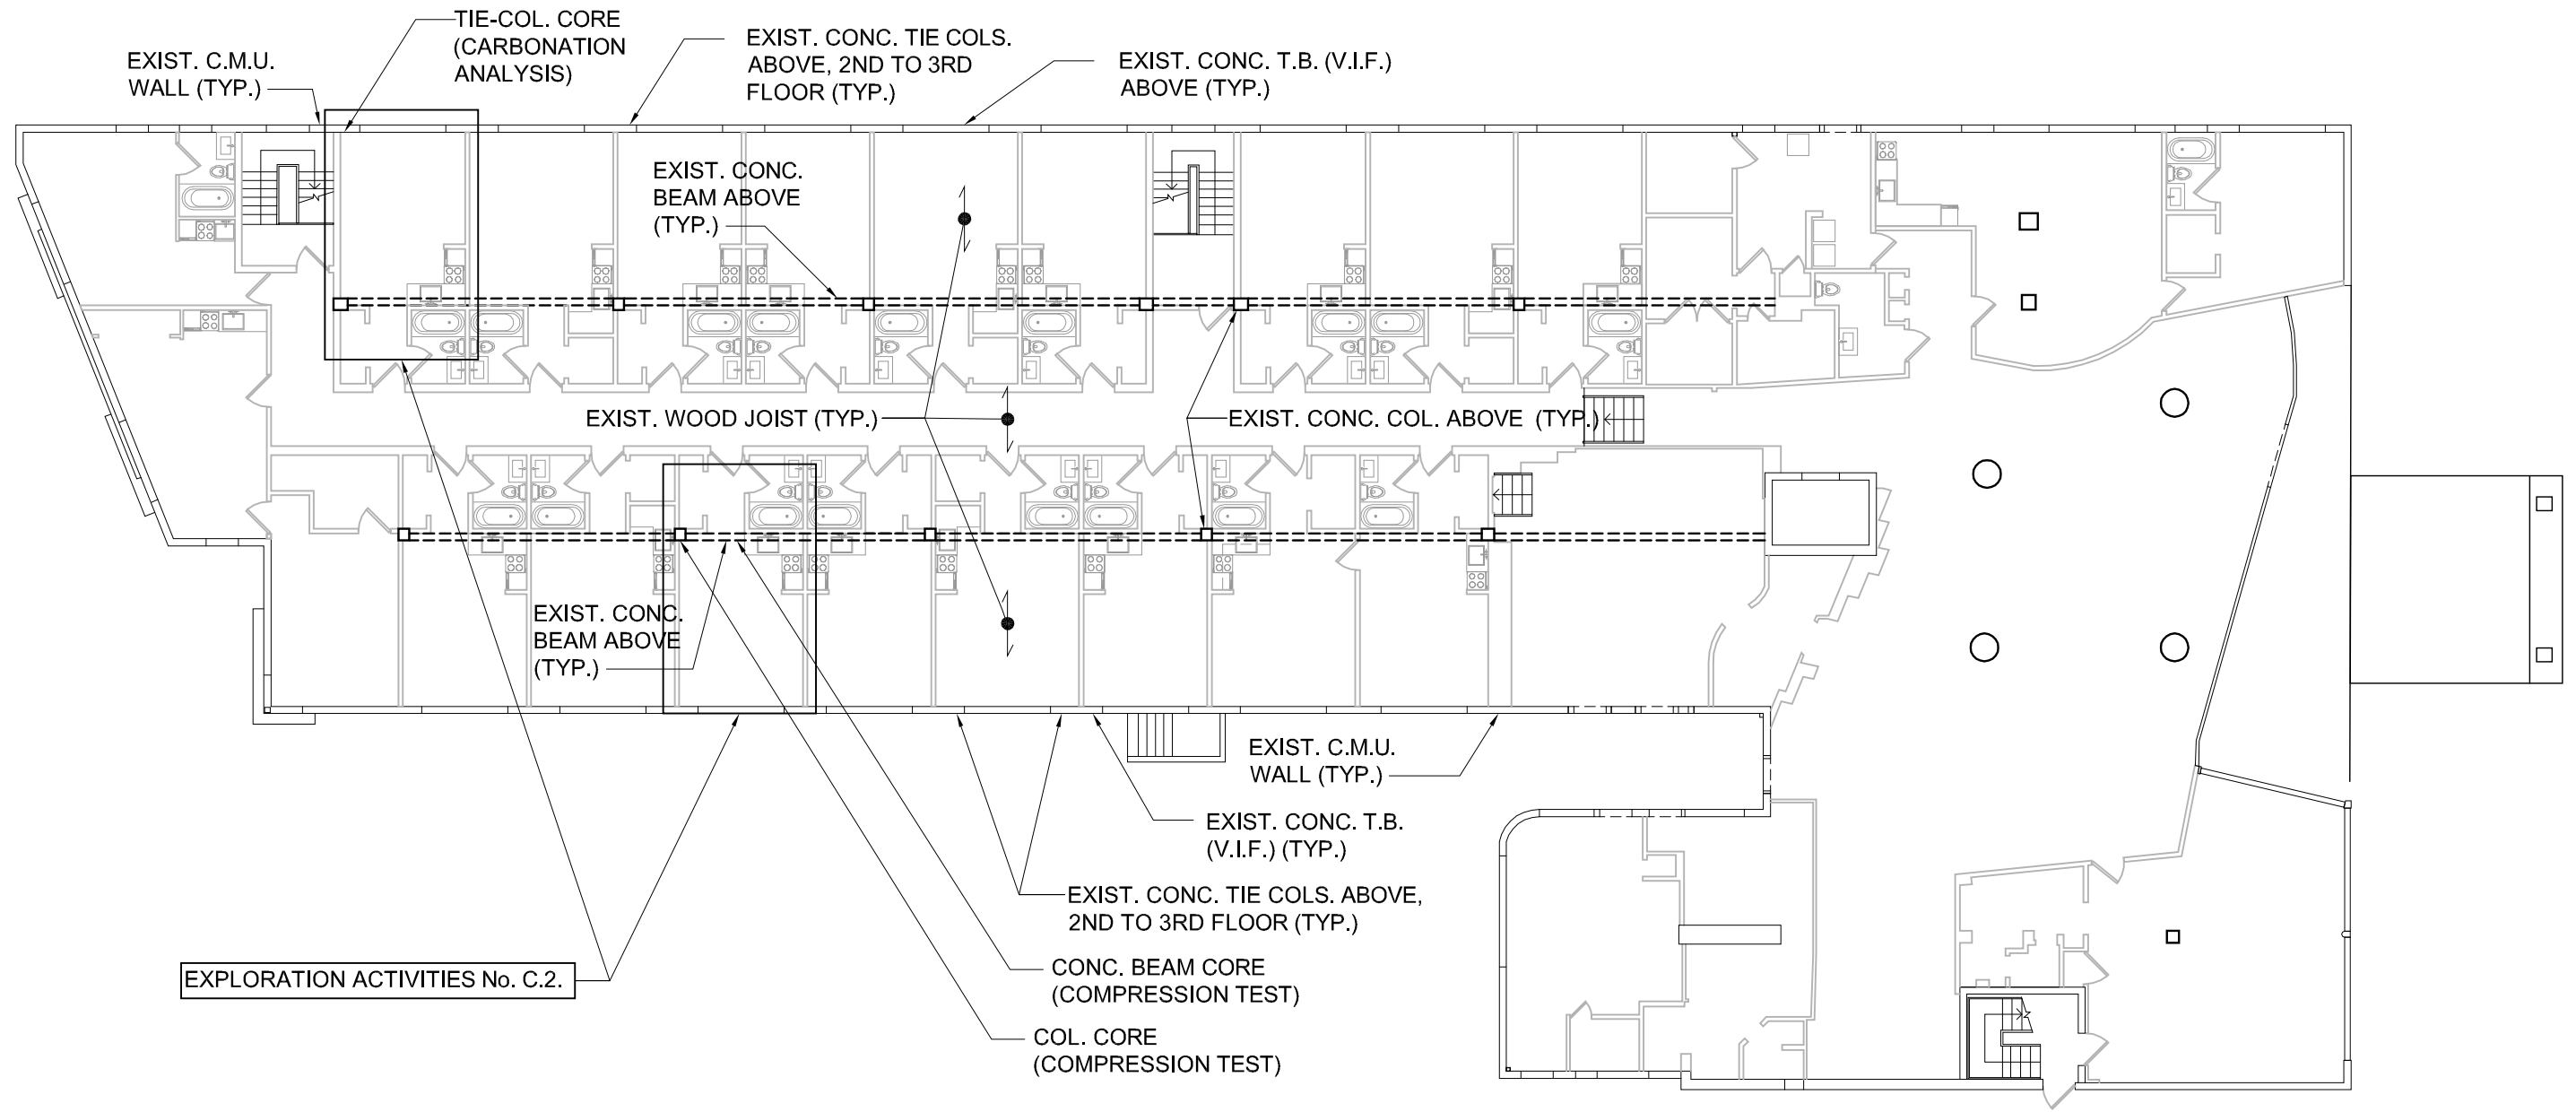 TIE-COL. CORE
(CARBONATION
ANALYSIS)
EXIST. C.M.U.
WALL (TYP.)
EXIST. CONC. TIE COLS.
ABOVE, 2ND TO 3RD
FLOOR (TYP.)
EXIST. CONC. T.B. (V.I.F.)
ABOVE (TYP.)
EXIST. CONC.
BEAM ABOVE
(TYP.)
EXIST. WOOD JOIST (TYP.)
EXIST. CONC. COL. ABOVE (TYP.)
EXIST. CONC.
BEAM ABOVE
(TYP.)
EXIST. C.M.U.
WALL (TYP.)
EXIST. CONC. T.B.
(V.I.F.) (TYP.)
EXIST. CONC. TIE COLS. ABOVE,
2ND TO 3RD FLOOR (TYP.)
CONC. BEAM CORE
(COMPRESSION TEST)
EXPLORATION ACTIVITIES No. C.2.
COL. CORE
(COMPRESSION TEST)